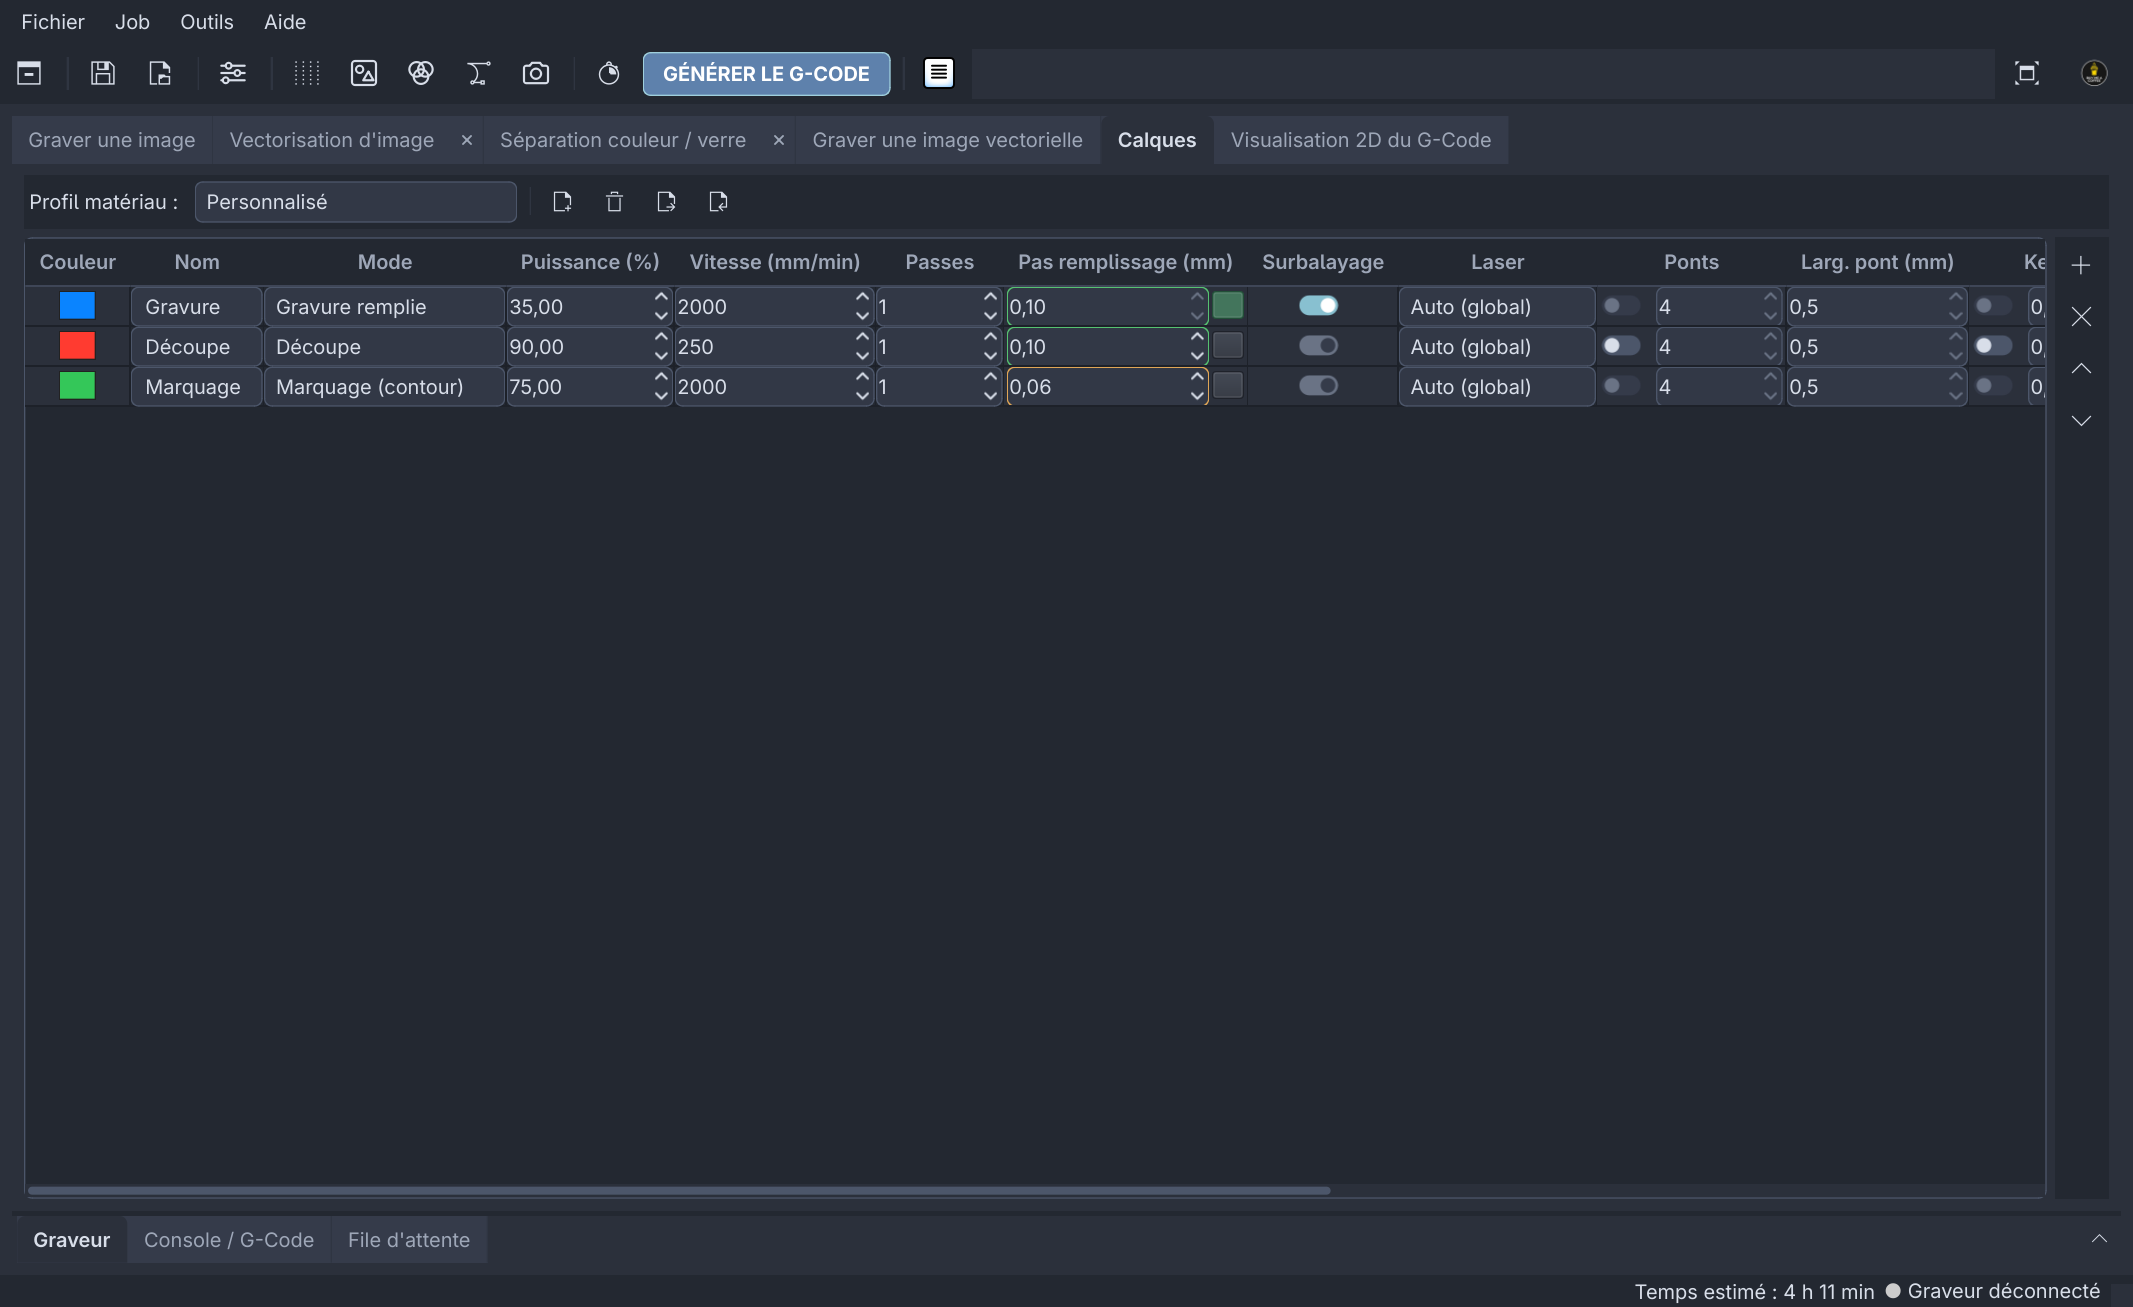 Fichier Job Outils Aide
GÉNÉRER LE G-CODE
Graver une image Vectorisation d'image Séparation couleur / verre Graver une image vectorielle Calques Visualisation 2D du G-Code
Profil matériau : Personnalisé
Couleur Nom Mode Puissance (%) Vitesse (mm/min) Passes Pas remplissage (mm) Surbalayage Laser Ponts Larg. pont (mm) Ke
Gravure Gravure remplie 35,00 2000 1 0,10 Auto (global) 4 0,5 0,
Découpe Découpe 90,00 250 1 0,10 Auto (global) 4 0,5 0,
Marquage Marquage (contour) 75,00 2000 1 0,06 Auto (global) 4 0,5 0,
Graveur Console / G-Code File d'attente
Temps estimé : 4 h 11 min Graveur déconnecté